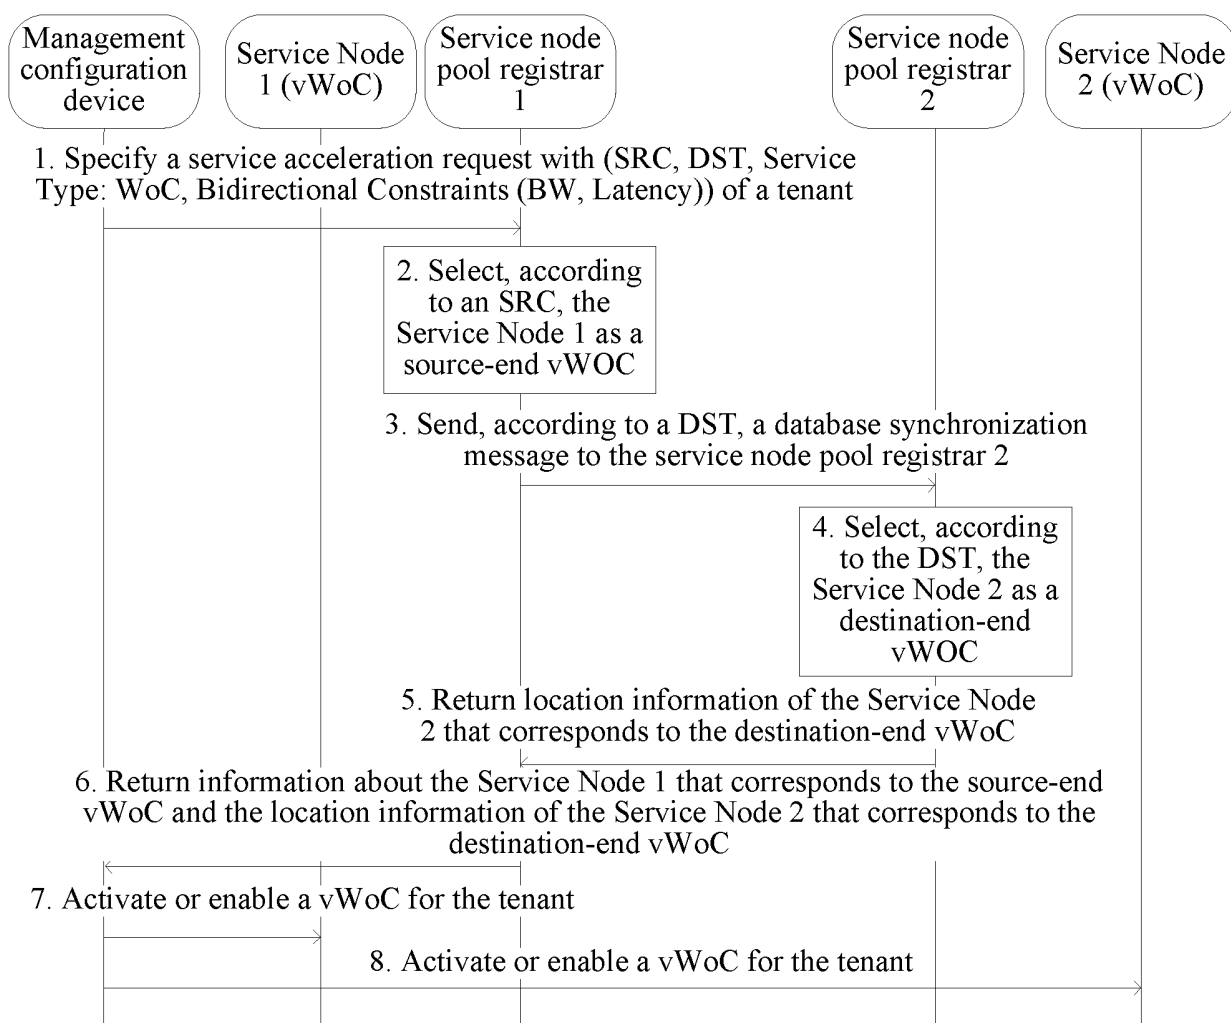 Management
configuration
device
Service Node
1 (vWoC)
Service node
pool registrar
1
Service node
pool registrar
2
Service Node
2 (vWoC)
1. Specify a service acceleration request with (SRC, DST, Service
Type: WoC, Bidirectional Constraints (BW, Latency)) of a tenant
2. Select, according
to an SRC, the
Service Node 1 as a
source-end vWOC
3. Send, according to a DST, a database synchronization
message to the service node pool registrar 2
4. Select, according
to the DST, the
Service Node 2 as a
destination-end
vWOC
5. Return location information of the Service Node
2 that corresponds to the destination-end vWoC
6. Return information about the Service Node 1 that corresponds to the source-end
vWoC and the location information of the Service Node 2 that corresponds to the
destination-end vWoC
7. Activate or enable a vWoC for the tenant
8. Activate or enable a vWoC for the tenant